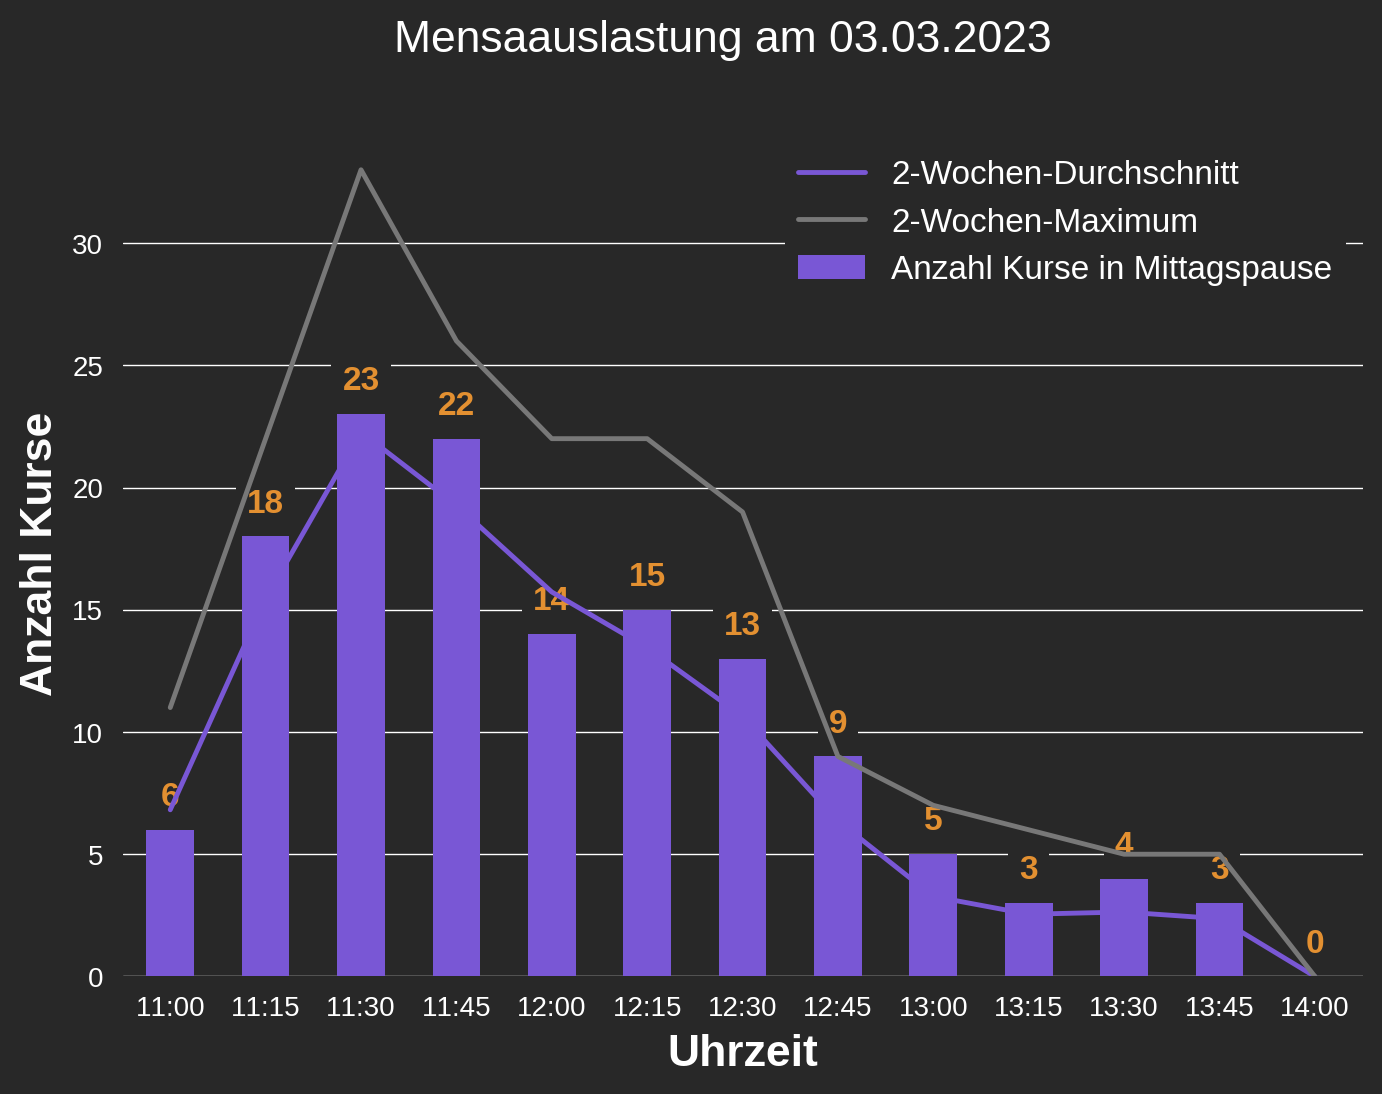 Mensaauslastung am 03.03.2023
2-Wochen-Durchschnitt
2-Wochen-Maximum
Anzahl Kurse in Mittagspause
Anzahl Kurse
30
25
20
15
10
5
0
6
18
23
22
14
15
13
9
5
3
4
3
0
11:00 11:15 11:30 11:45 12:00 12:15 12:30 12:45 13:00 13:15 13:30 13:45 14:00
Uhrzeit